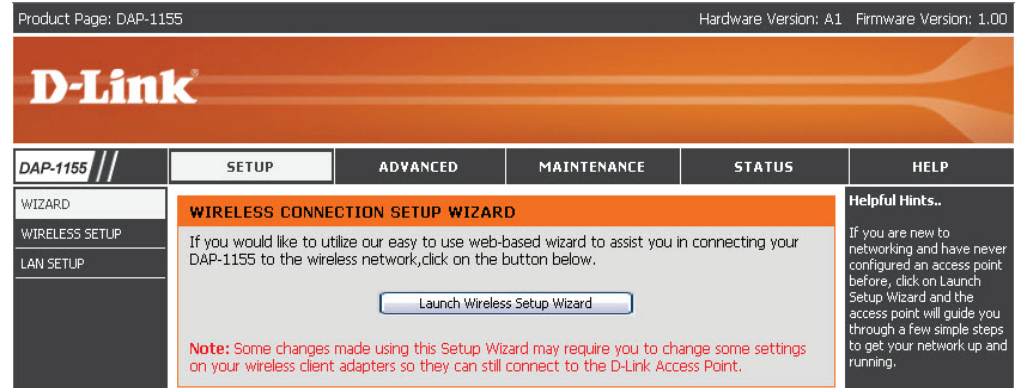 Product Page: DAP-1155
Hardware Version: A1 Firmware Version: 1.00
D-Link
DAP-1155
SETUP
ADVANCED
MAINTENANCE
STATUS
HELP
WIZARD
WIRELESS SETUP
LAN SETUP
WIRELESS CONNECTION SETUP WIZARD
If you would like to utilize our easy to use web-based wizard to assist you in connecting your
DAP-1155 to the wireless network,click on the button below.
Launch Wireless Setup Wizard
Note: Some changes made using this Setup Wizard may require you to change some settings
on your wireless client adapters so they can still connect to the D-Link Access Point.
Helpful Hints..
If you are new to
networking and have never
configured an access point
before, click on Launch
Setup Wizard and the
access point will guide you
through a few simple steps
to get your network up and
running.